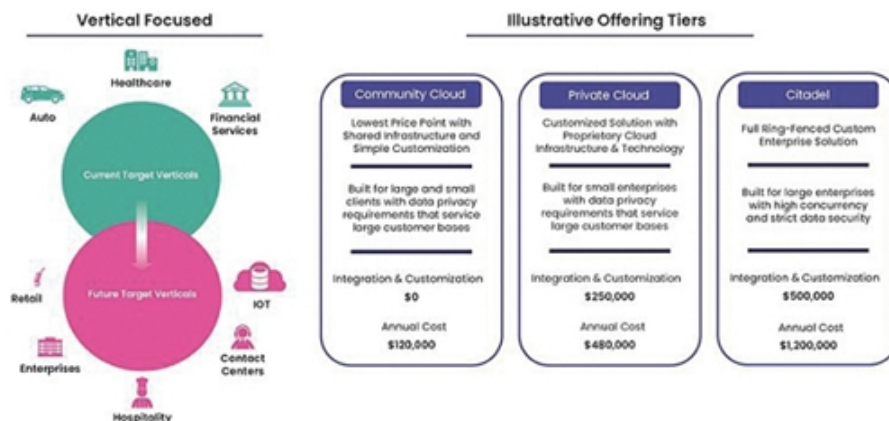 Vertical Focused
Healthcare
Auto
Financial
Services
Current Target Verticals
Future Target Verticals
Retail
IOT
Enterprises
Contact
Centers
Hospitality
Illustrative Offering Tiers
Community Cloud
Lowest Price Point with
Shared Infrastructure and
Simple Customization
Built for large and small
clients with data privacy
requirements that service
large customer bases
Integration & Customization
$0
Annual Cost
$120,000
Private Cloud
Customized Solution with
Proprietary Cloud
Infrastructure & Technology
Built for small enterprises
with data privacy
requirements that service
large customer bases
Integration & Customization
$250,000
Annual Cost
$480,000
Citadel
Full Ring-Fenced Custom
Enterprise Solution
Built for large enterprises
with high concurrency
and strict data security
Integration & Customization
$500,000
Annual Cost
$1,200,000